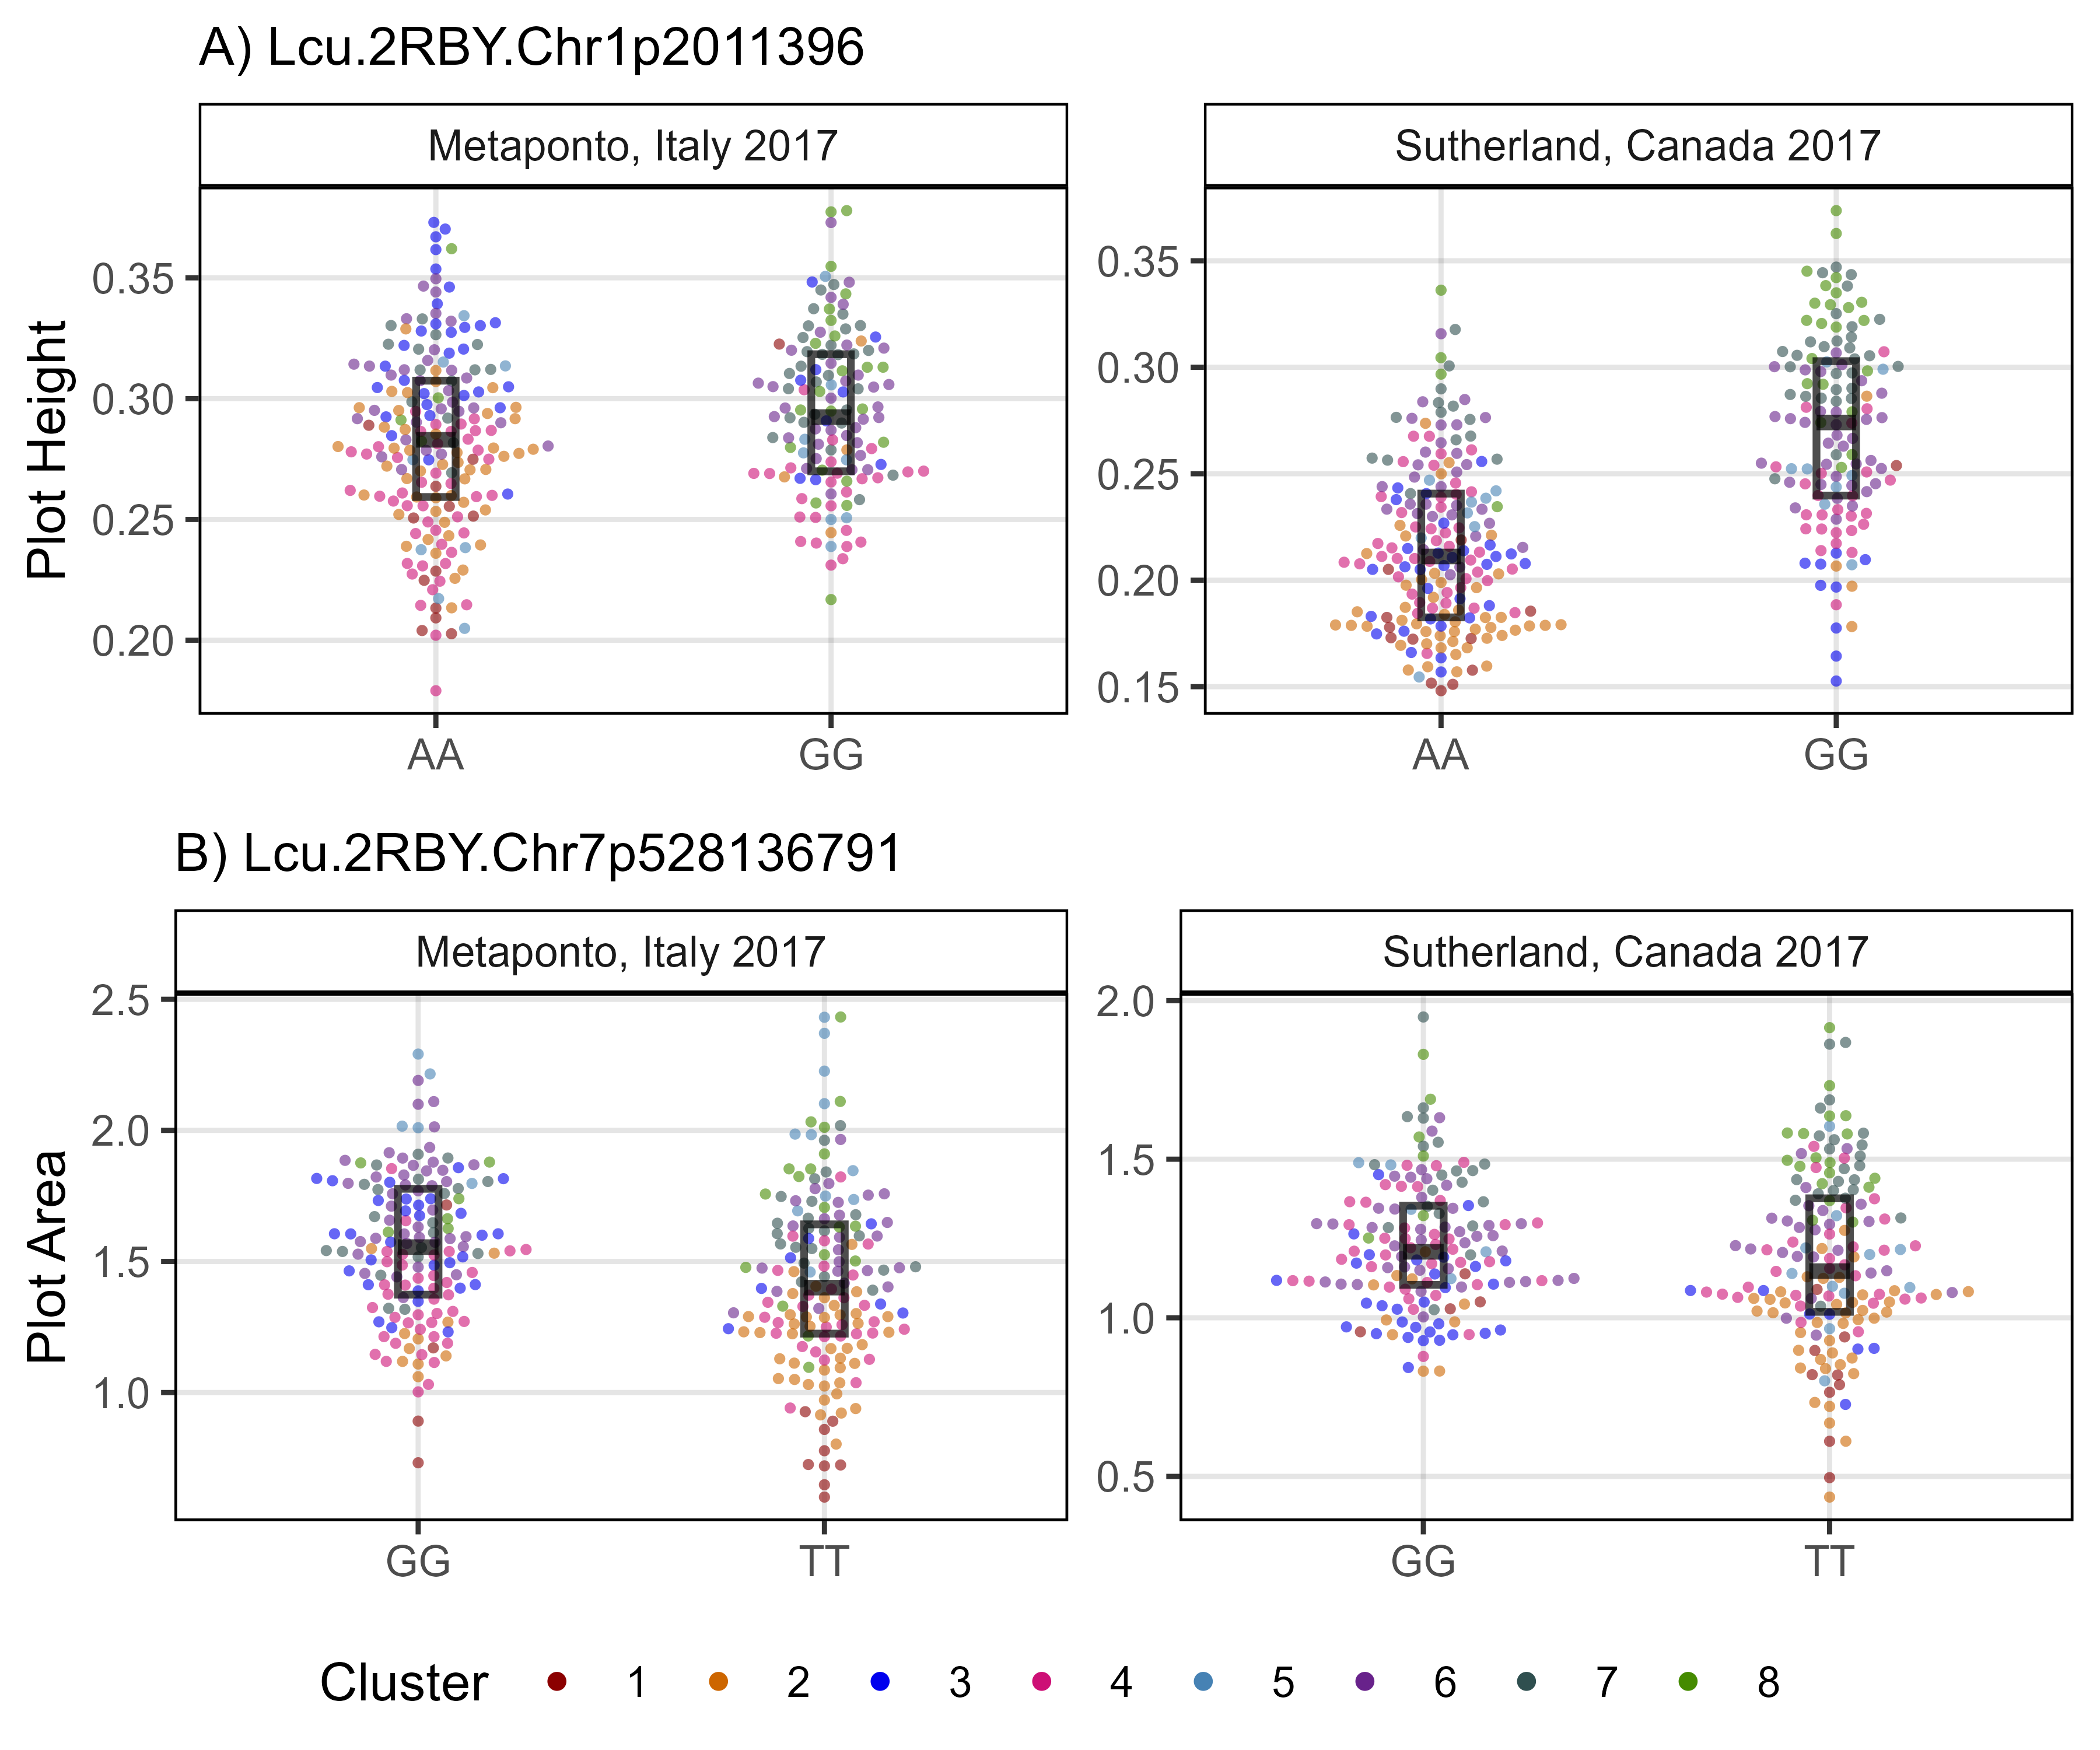 A) Lcu.2RBY.Chr1p2011396
Metaponto, Italy 2017
Sutherland, Canada 2017
Plot Height
0.35
0.30
0.25
0.20
0.35
0.30
0.25
0.20
0.15
AA
GG
AA
GG
B) Lcu.2RBY.Chr7p528136791
Metaponto, Italy 2017
Sutherland, Canada 2017
Plot Area
2.5
2.0
1.5
1.0
2.0
1.5
1.0
0.5
GG
TT
GG
TT
Cluster 1 2 3 4 5 6 7 8